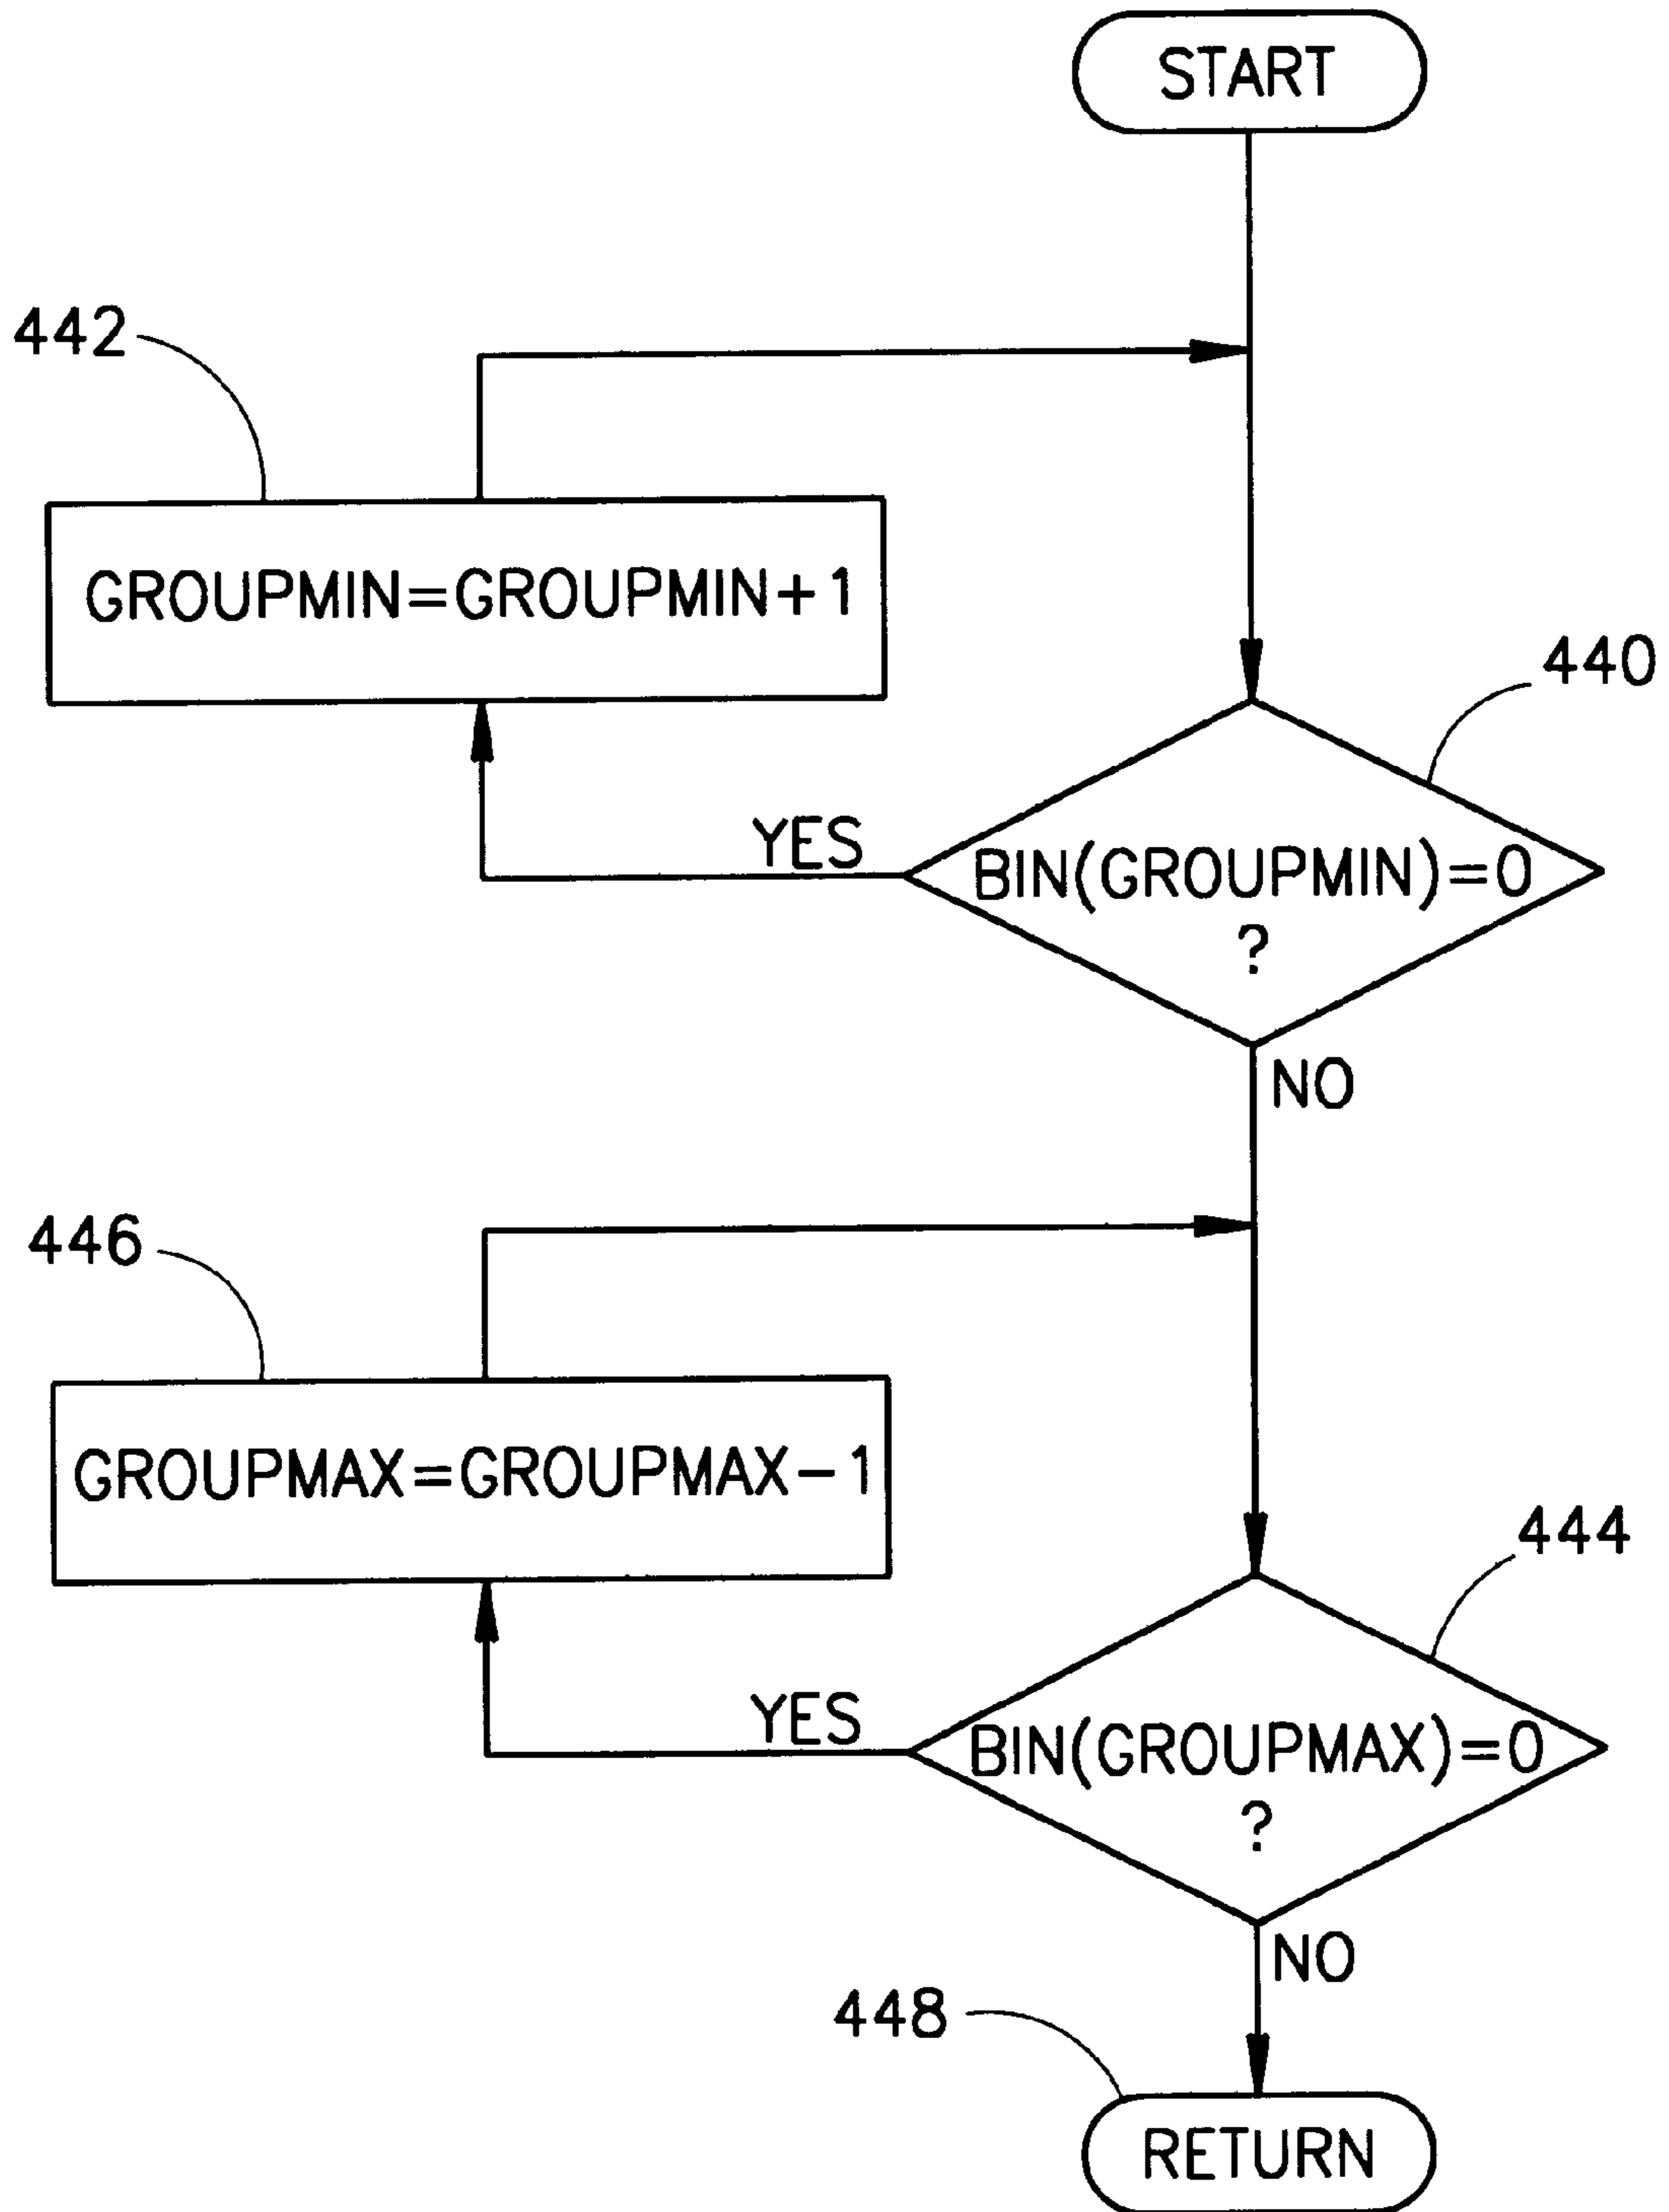 START
442
GROUPMIN=GROUPMIN+1
440
YES
BIN(GROUPMIN)=0
?
NO
446
GROUPMAX=GROUPMAX-1
444
YES
BIN(GROUPMAX)=0
?
NO
448
RETURN